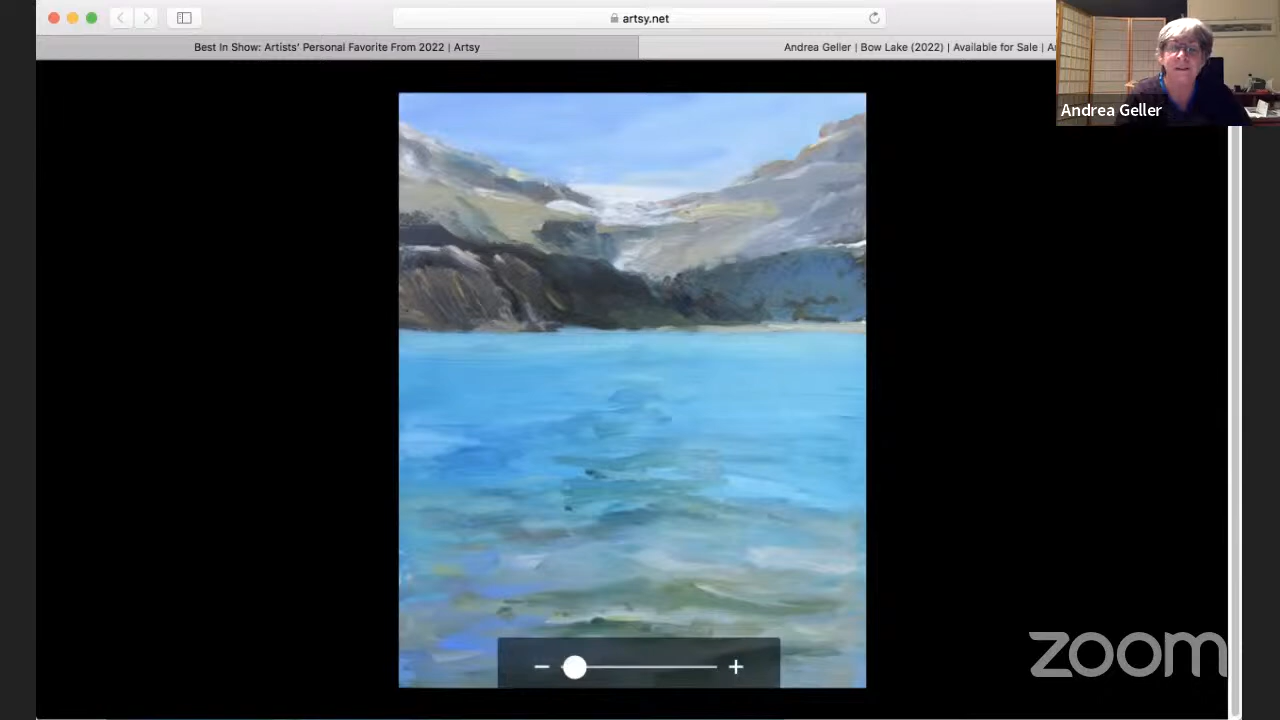 artsy.net
Best In Show: Artists' Personal Favorite From 2022 | Artsy
Andrea Geller | Bow Lake (2022) | Available for Sale | A
Andrea Geller
zoom